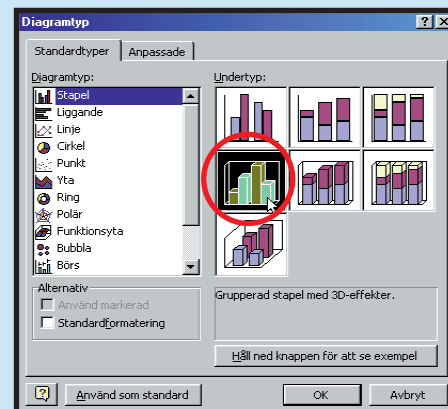 Diagramtyp
Standardtyper
Anpassade
Diagramtyp:
Stapel
Liggande
Linje
Cirkel
Punkt
Yta
Ring
Polär
Funktionsyta
Bubbla
Börs
Undertyp:
Alternativ
Använd markerad
Standardformatering
Grupperad stapel med 3D-effekter.
Håll ned knappen för att se exempel
Använd som standard
OK
Avbryt